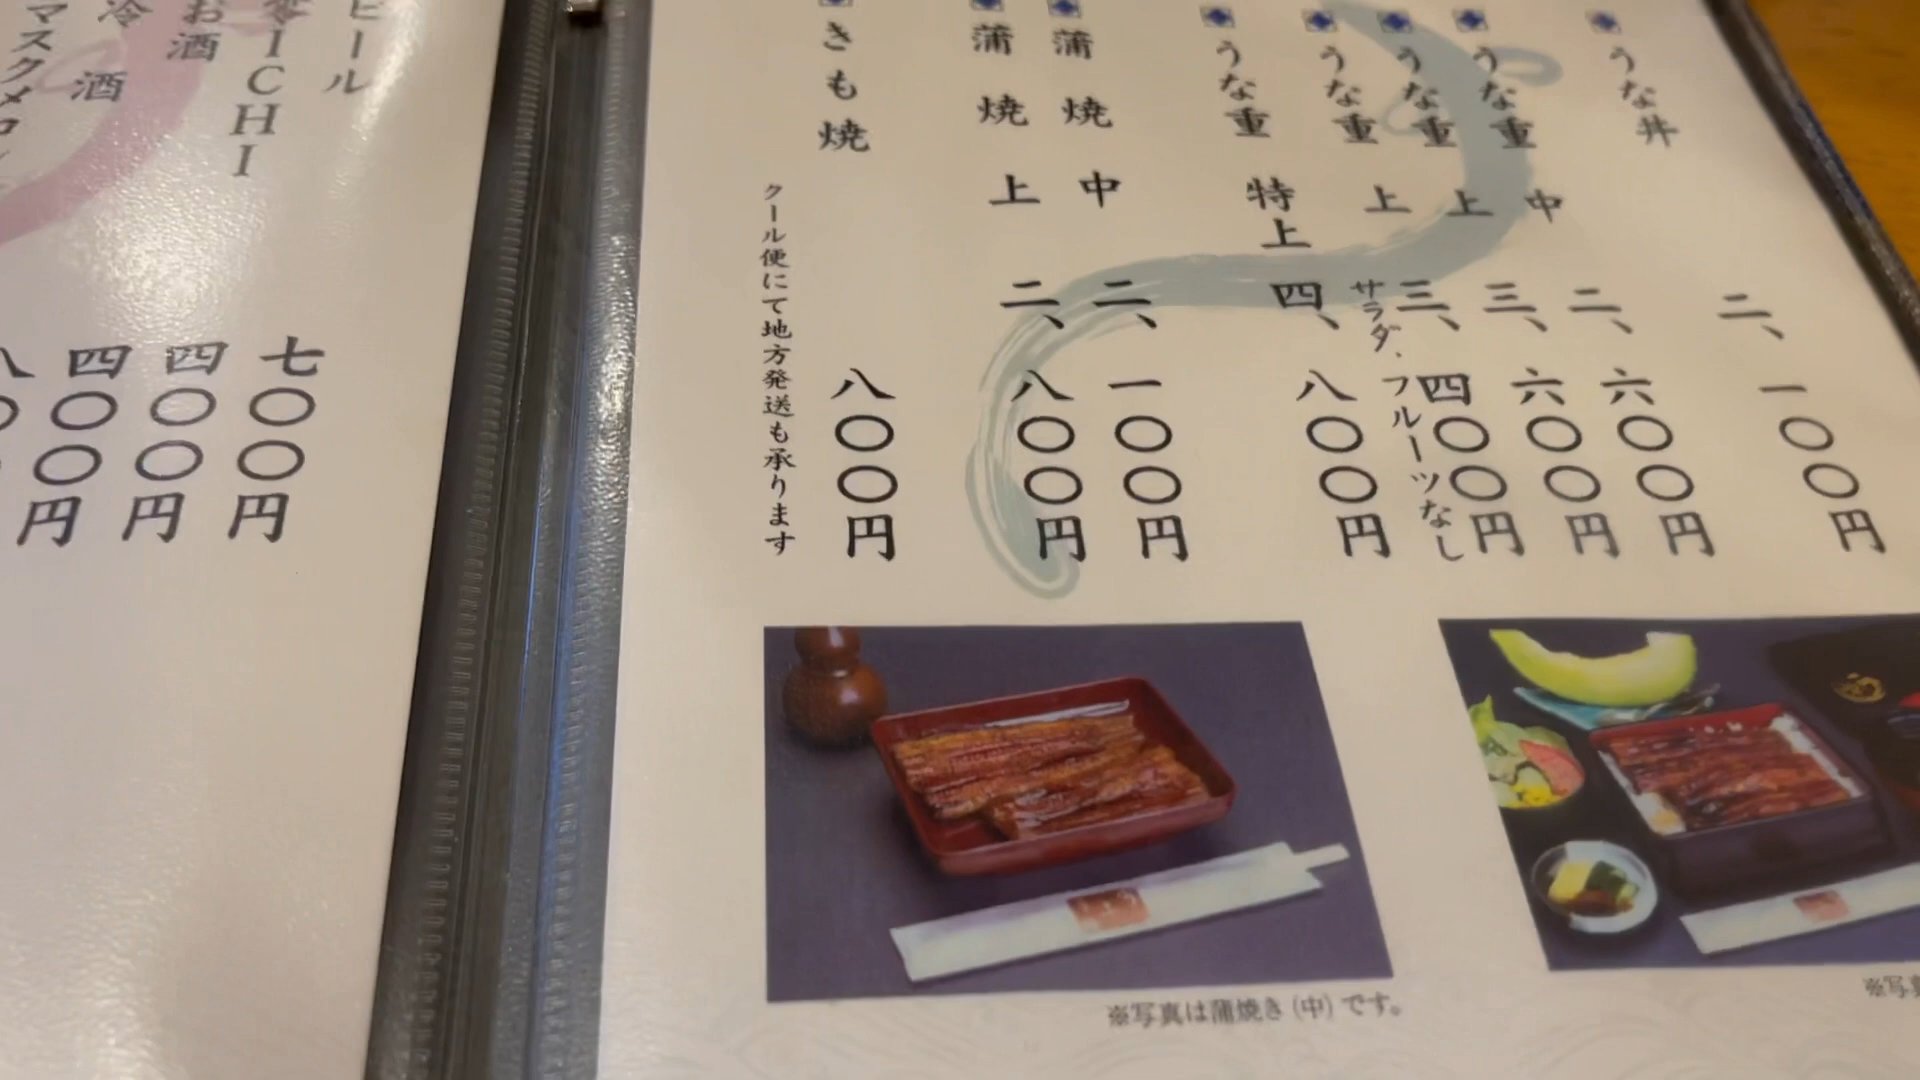 うな丼 二、一〇〇円
うな重 中 二、六〇〇円
うな重 上 三、六〇〇円
うな重 上 三、四〇〇円
サラダ、フルーツなし
うな重 特上 四、八〇〇円
蒲焼 中 二、一〇〇円
蒲焼 上 二、八〇〇円
きも焼 八〇〇円
クール便にて地方発送も承ります
※写真は蒲焼き(中)です。
※写真
ビール 七〇〇円
零ICHI 四〇〇円
お酒 四〇〇円
冷酒 八〇
マスクメロン